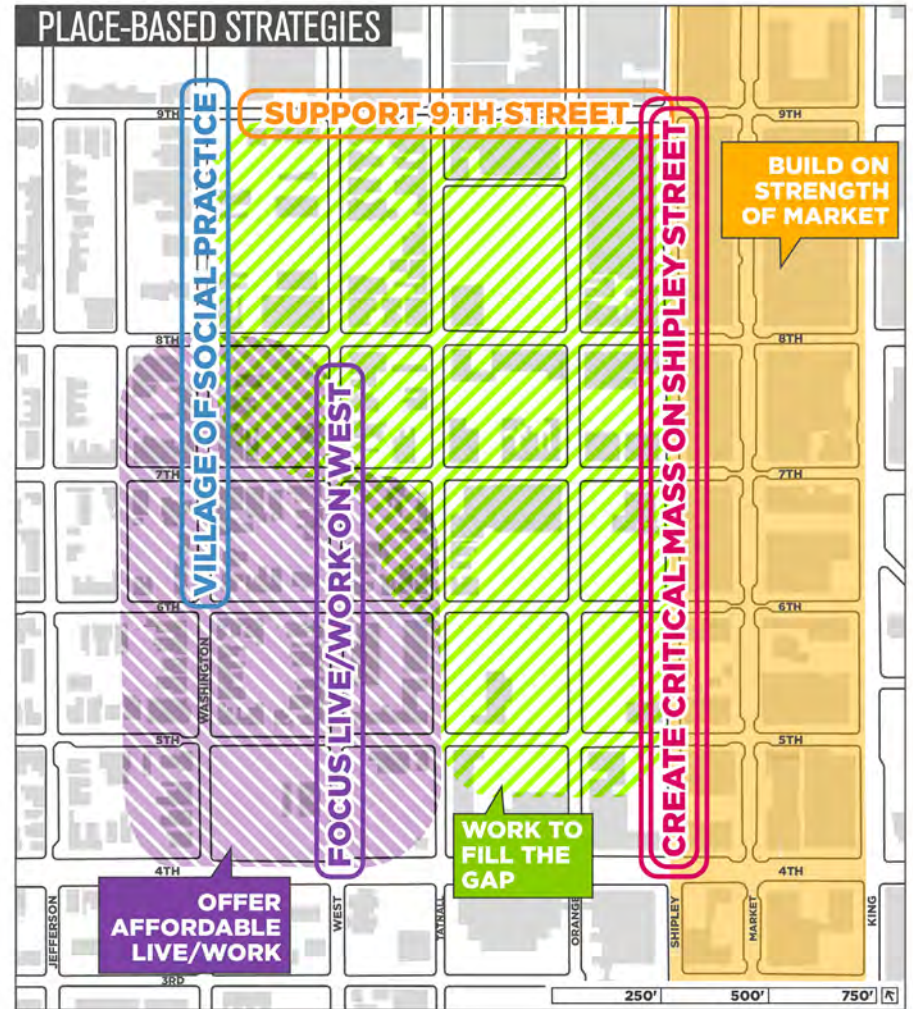 PLACE-BASED STRATEGIES
9TH
SUPPORT 9TH STREET
9TH
VILLAGE OF SOCIAL PRACTICE
CREATE CRITICAL MASS ON SHIPLEY STREET
BUILD ON
STRENGTH
OF MARKET
8TH
8TH
FOCUS LIVE/WORK ON WEST
7TH
7TH
6TH
6TH
WASHINGTON
5TH
5TH
WORK TO
FILL THE
GAP
4TH
4TH
OFFER
AFFORDABLE
LIVE/WORK
JEFFERSON
WEST
TATNALL
ORANGE
SHIPLEY
MARKET
KING
3RD
250'
500'
750'